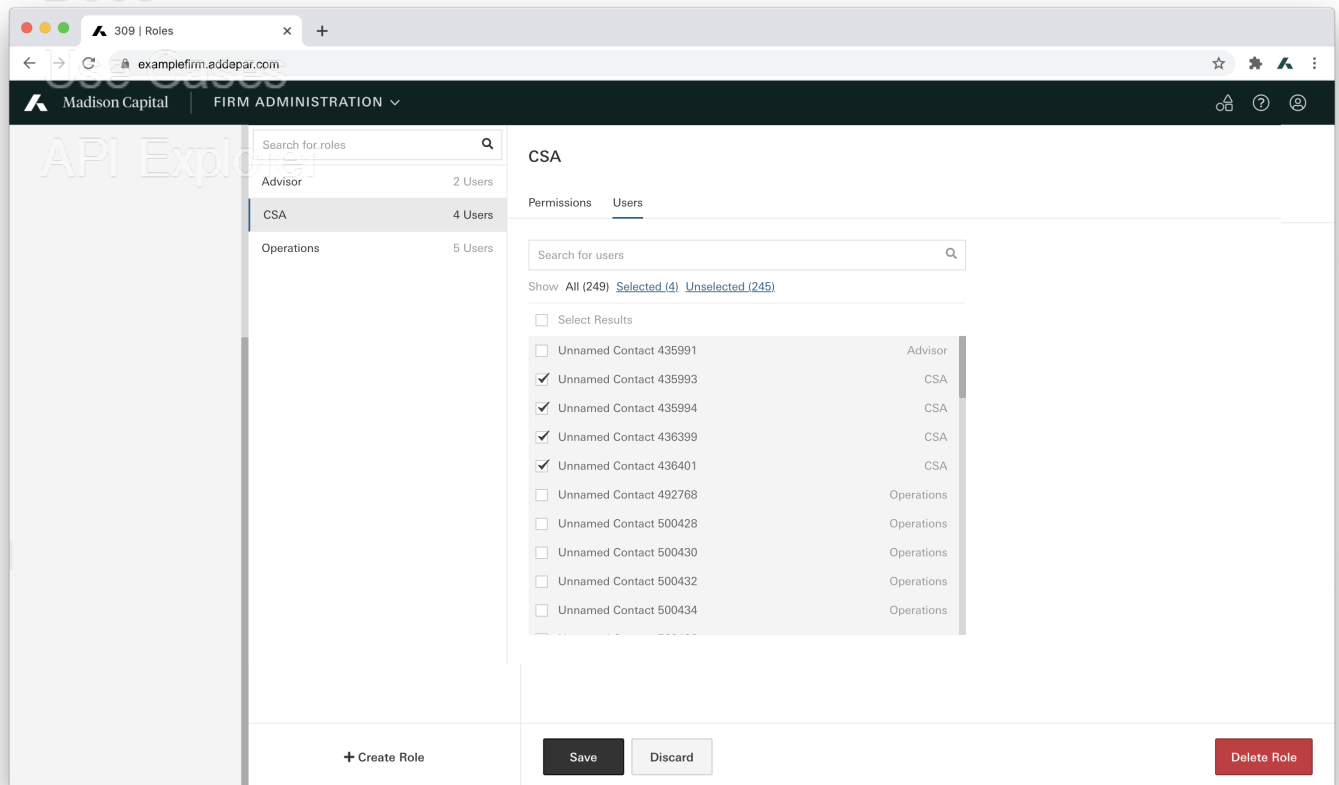 309 | Roles
examplefirm.addepar.com
Use Cases
Madison Capital
FIRM ADMINISTRATION
API Explorer
Search for roles
Advisor 2 Users
CSA 4 Users
Operations 5 Users
CSA
Permissions Users
Search for users
Show All (249) Selected (4) Unselected (245)
Select Results
Unnamed Contact 435991 Advisor
Unnamed Contact 435993 CSA
Unnamed Contact 435994 CSA
Unnamed Contact 436399 CSA
Unnamed Contact 436401 CSA
Unnamed Contact 492768 Operations
Unnamed Contact 500428 Operations
Unnamed Contact 500430 Operations
Unnamed Contact 500432 Operations
Unnamed Contact 500434 Operations
+ Create Role
Save
Discard
Delete Role